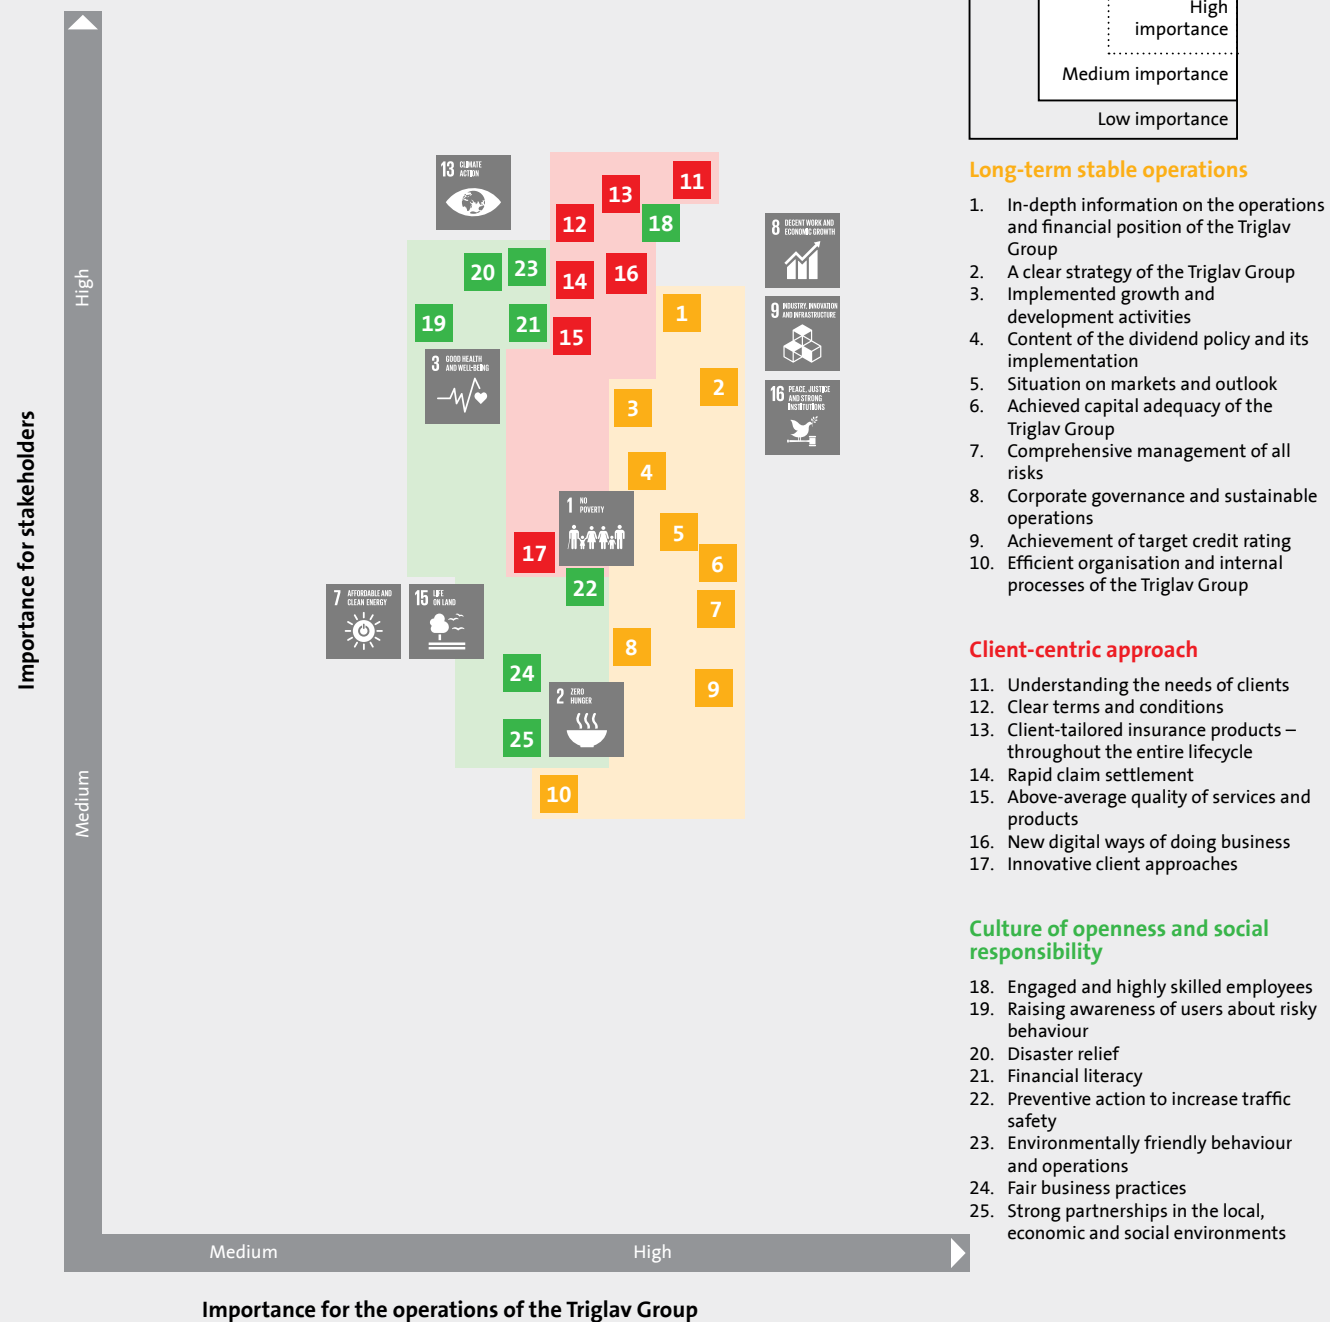 High
importance
Medium importance
Low importance
Importance for stakeholders
High
Medium
13 CLIMATE
ACTION
11
13
12
18
8 DECENT WORK AND
ECONOMIC GROWTH
20
23
14
16
19
21
15
1
9 INDUSTRY, INNOVATION
AND INFRASTRUCTURE
3 GOOD HEALTH
AND WELL-BEING
2
3
16 PEACE, JUSTICE
AND STRONG
INSTITUTIONS
4
1 NO
POVERTY
5
17
6
22
7 AFFORDABLE AND
CLEAN ENERGY
15 LIFE
ON LAND
7
8
24
9
2 ZERO
HUNGER
25
10
Medium
High
Importance for the operations of the Triglav Group
Long-term stable operations
1. In-depth information on the operations
and financial position of the Triglav
Group
2. A clear strategy of the Triglav Group
3. Implemented growth and
development activities
4. Content of the dividend policy and its
implementation
5. Situation on markets and outlook
6. Achieved capital adequacy of the
Triglav Group
7. Comprehensive management of all
risks
8. Corporate governance and sustainable
operations
9. Achievement of target credit rating
10. Efficient organisation and internal
processes of the Triglav Group
Client-centric approach
11. Understanding the needs of clients
12. Clear terms and conditions
13. Client-tailored insurance products –
throughout the entire lifecycle
14. Rapid claim settlement
15. Above-average quality of services and
products
16. New digital ways of doing business
17. Innovative client approaches
Culture of openness and social
responsibility
18. Engaged and highly skilled employees
19. Raising awareness of users about risky
behaviour
20. Disaster relief
21. Financial literacy
22. Preventive action to increase traffic
safety
23. Environmentally friendly behaviour
and operations
24. Fair business practices
25. Strong partnerships in the local,
economic and social environments